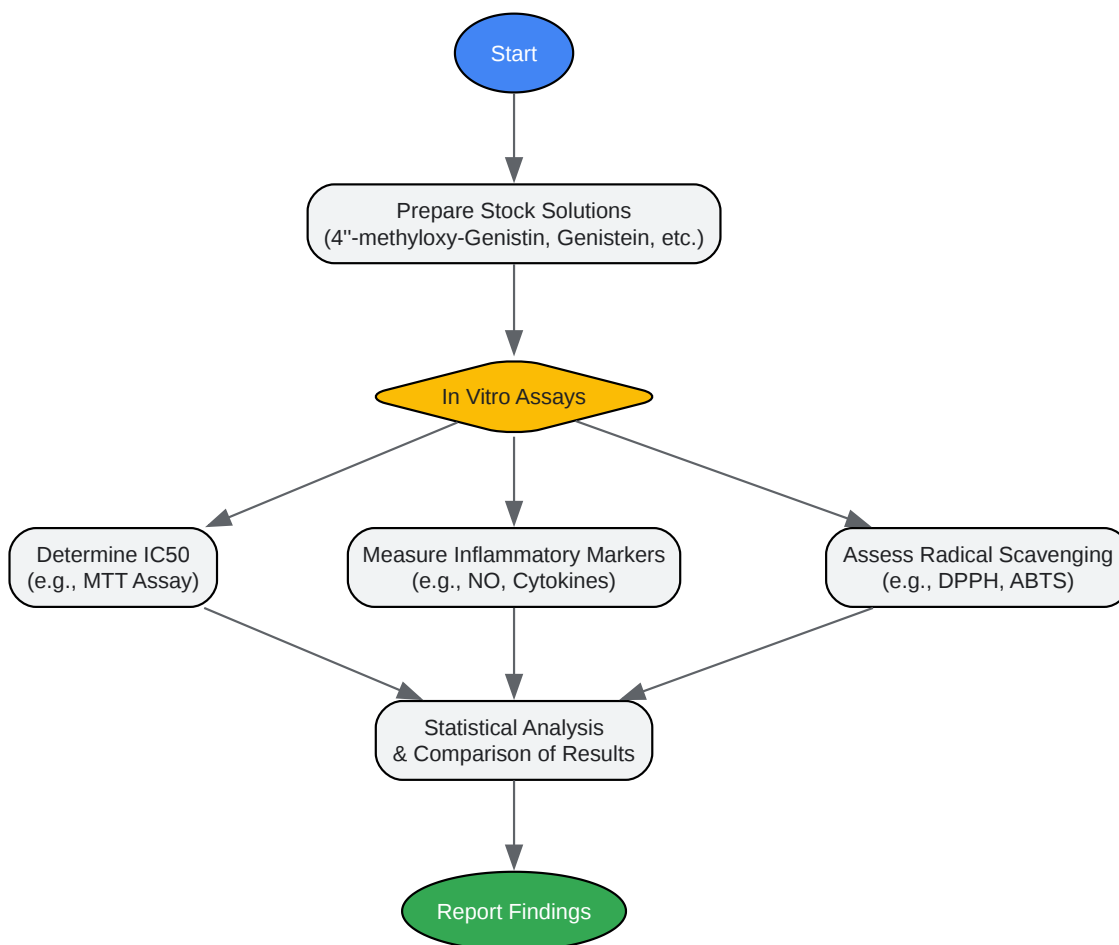 Start
Prepare Stock Solutions
(4''-methyloxy-Genistin, Genistein, etc.)
In Vitro Assays
Determine IC50
(e.g., MTT Assay)
Measure Inflammatory Markers
(e.g., NO, Cytokines)
Assess Radical Scavenging
(e.g., DPPH, ABTS)
Statistical Analysis
& Comparison of Results
Report Findings